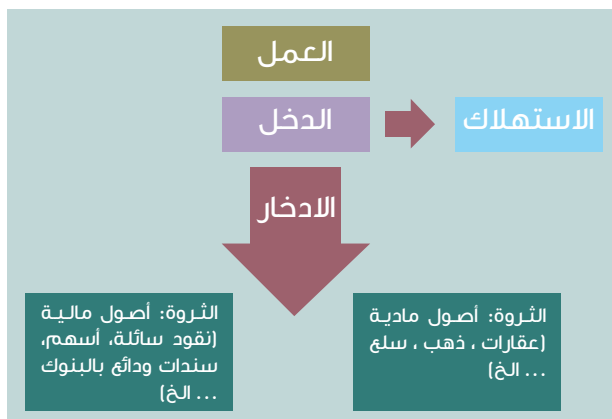 العمل
الدخل
الاستهلاك
الادخار
الثروة: أصول مادية
(عقارات ، ذهب ، سلع
... الخ)
الثروة: أصول مالية
(نقود سائلة، أسهم،
سندات ودائع بالبنوك
... الخ)